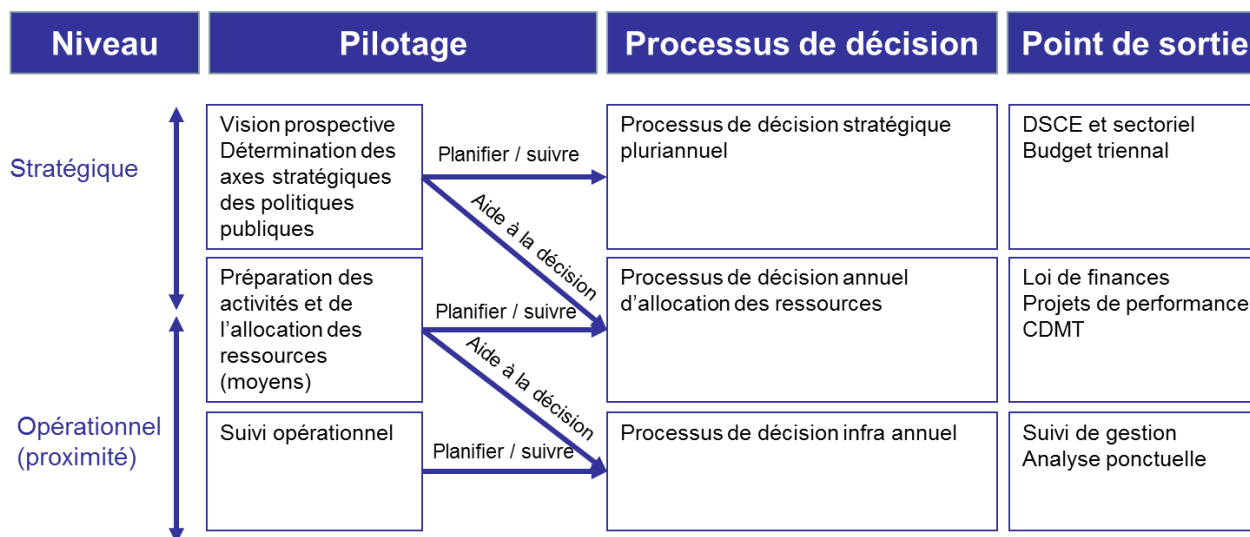 Niveau
Pilotage
Processus de décision
Point de sortie
Stratégique
Vision prospective
Détermination des
axes stratégiques
des politiques
publiques
Planifier / suivre
Aide à la décision
Processus de décision stratégique
pluriannuel
DSCE et sectoriel
Budget triennal
Préparation des
activités et de
l’allocation des
ressources
(moyens)
Planifier / suivre
Aide à la décision
Processus de décision annuel
d’allocation des ressources
Loi de finances
Projets de performance
CDMT
Opérationnel
(proximité)
Suivi opérationnel
Planifier / suivre
Processus de décision infra annuel
Suivi de gestion
Analyse ponctuelle